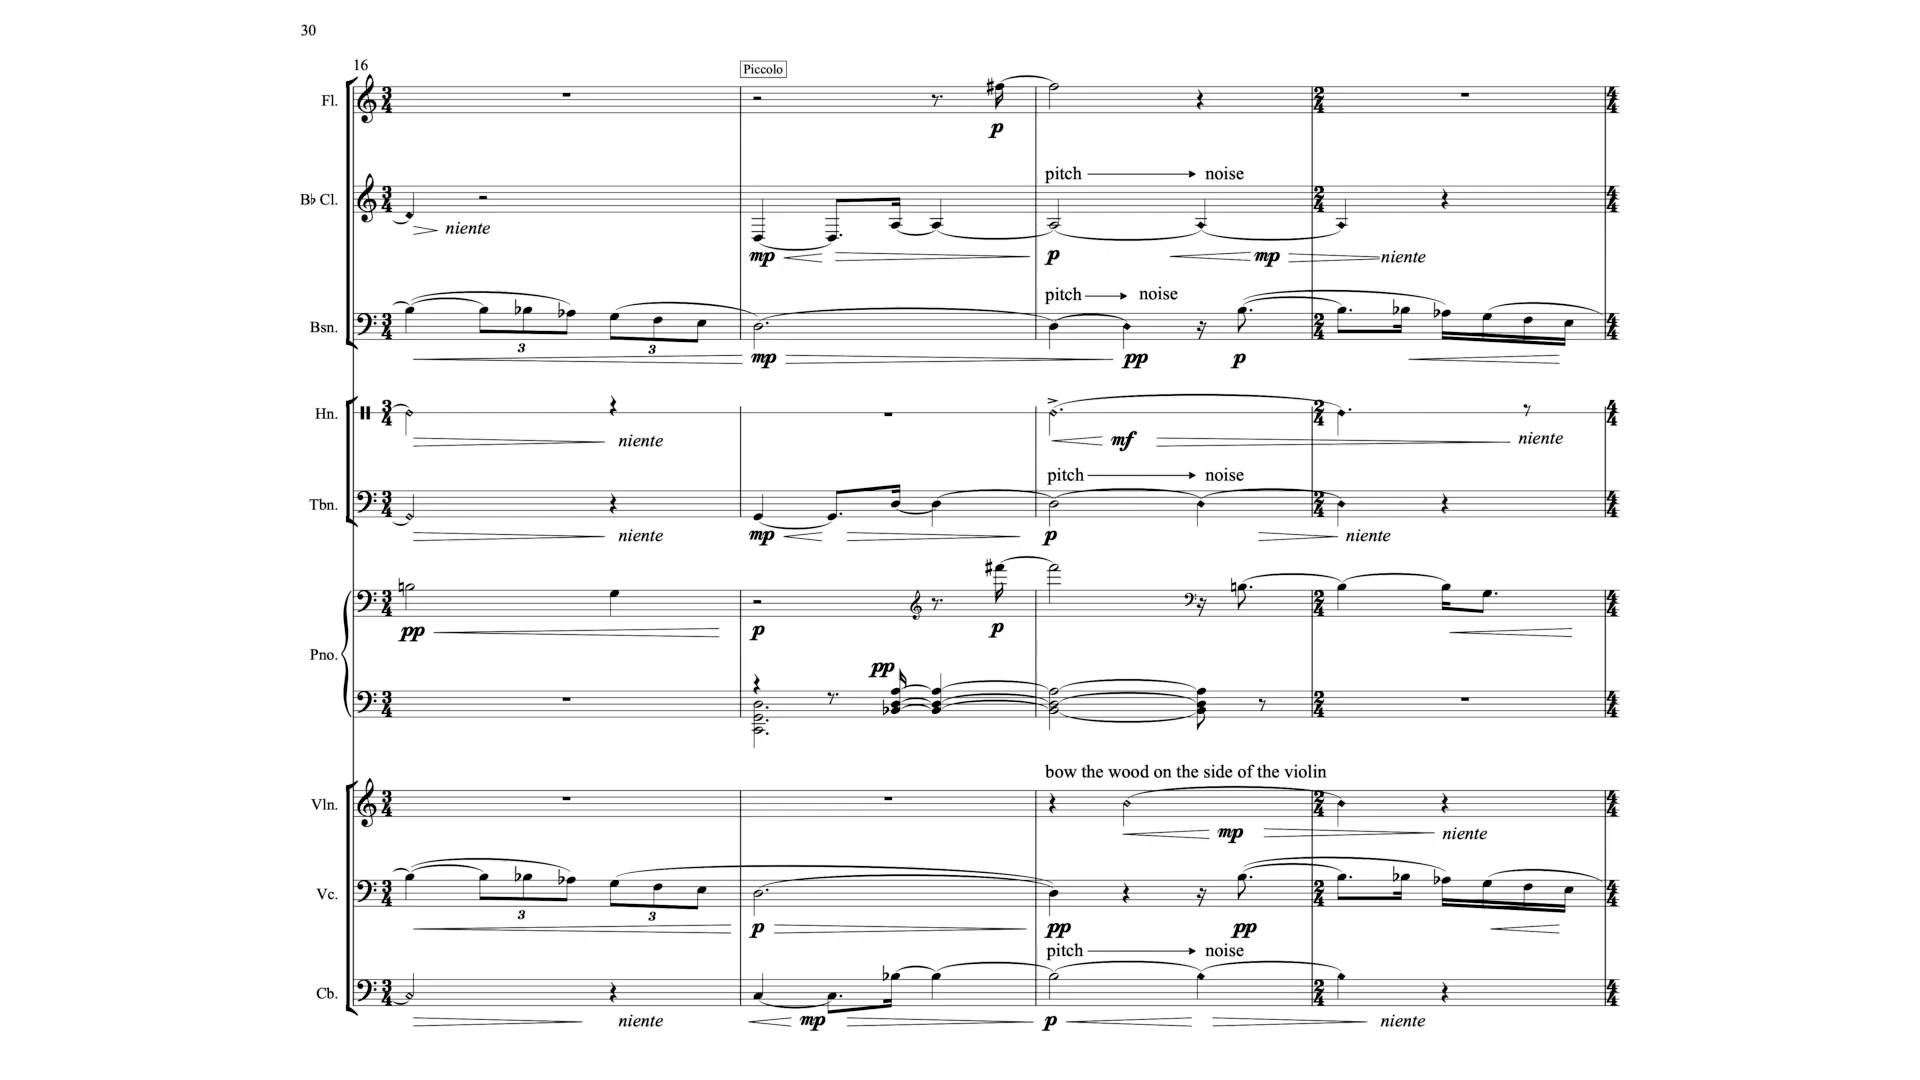 30
16
Piccolo
Fl.
p
pitch noise
B♭ Cl.
niente
mp p mp niente
pitch noise
Bsn.
3 3
mp pp p
Hn.
niente mf niente
pitch noise
Tbn.
niente mp p niente
pp p p
Pno.
pp
bow the wood on the side of the violin
Vln.
mp niente
Vc.
3 3
p pp pp
pitch noise
Cb.
niente mp p niente